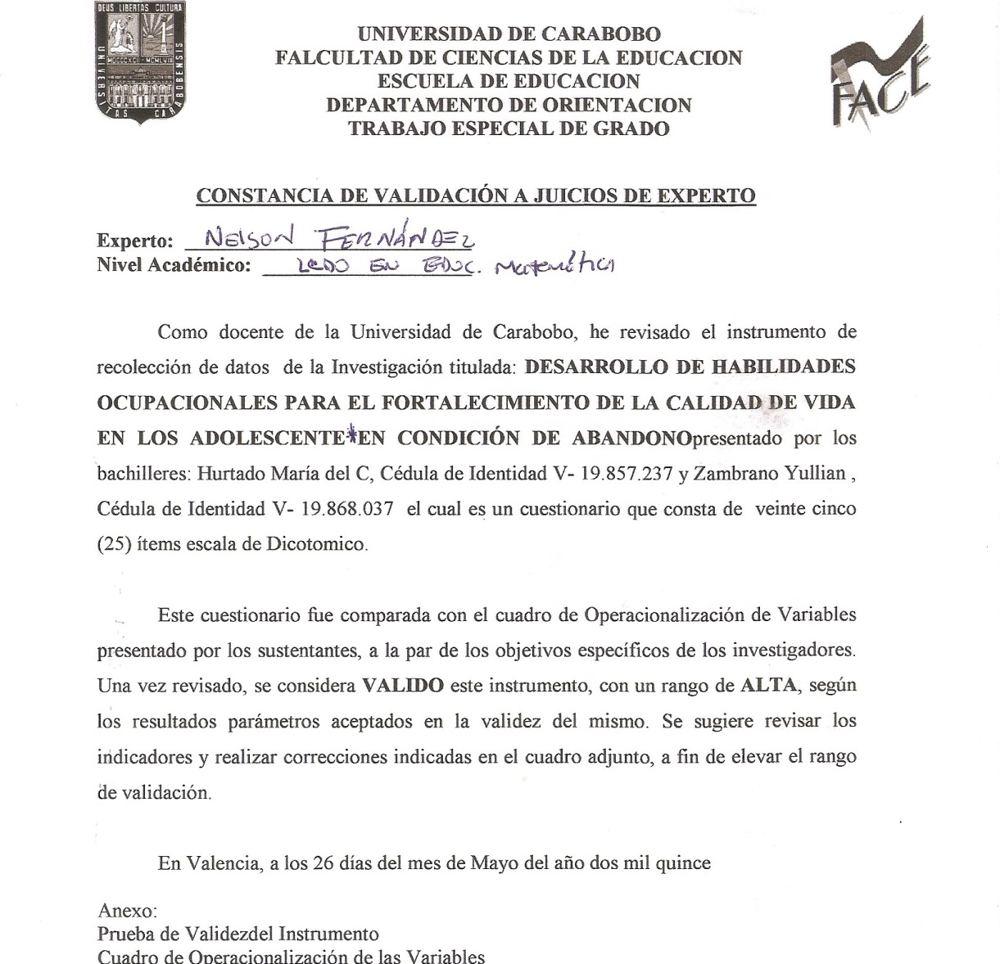 DEUS LIBERTAS CULTURA
UNIVERSITAS CARABOBENSIS
UNIVERSIDAD DE CARABOBO
FALCULTAD DE CIENCIAS DE LA EDUCACION
ESCUELA DE EDUCACION
DEPARTAMENTO DE ORIENTACION
TRABAJO ESPECIAL DE GRADO
FACE
CONSTANCIA DE VALIDACIÓN A JUICIOS DE EXPERTO
Experto: Nelson Fernández
Nivel Académico: Lcdo en Educ. Matemática
Como docente de la Universidad de Carabobo, he revisado el instrumento de
recolección de datos de la Investigación titulada: DESARROLLO DE HABILIDADES
OCUPACIONALES PARA EL FORTALECIMIENTO DE LA CALIDAD DE VIDA
EN LOS ADOLESCENTE*EN CONDICIÓN DE ABANDONOpresentado por los
bachilleres: Hurtado María del C, Cédula de Identidad V- 19.857.237 y Zambrano Yullian ,
Cédula de Identidad V- 19.868.037 el cual es un cuestionario que consta de veinte cinco
(25) ítems escala de Dicotomico.
Este cuestionario fue comparada con el cuadro de Operacionalización de Variables
presentado por los sustentantes, a la par de los objetivos específicos de los investigadores.
Una vez revisado, se considera VALIDO este instrumento, con un rango de ALTA, según
los resultados parámetros aceptados en la validez del mismo. Se sugiere revisar los
indicadores y realizar correcciones indicadas en el cuadro adjunto, a fin de elevar el rango
de validación.
En Valencia, a los 26 días del mes de Mayo del año dos mil quince
Anexo:
Prueba de Validezdel Instrumento
Cuadro de Operacionalización de las Variables